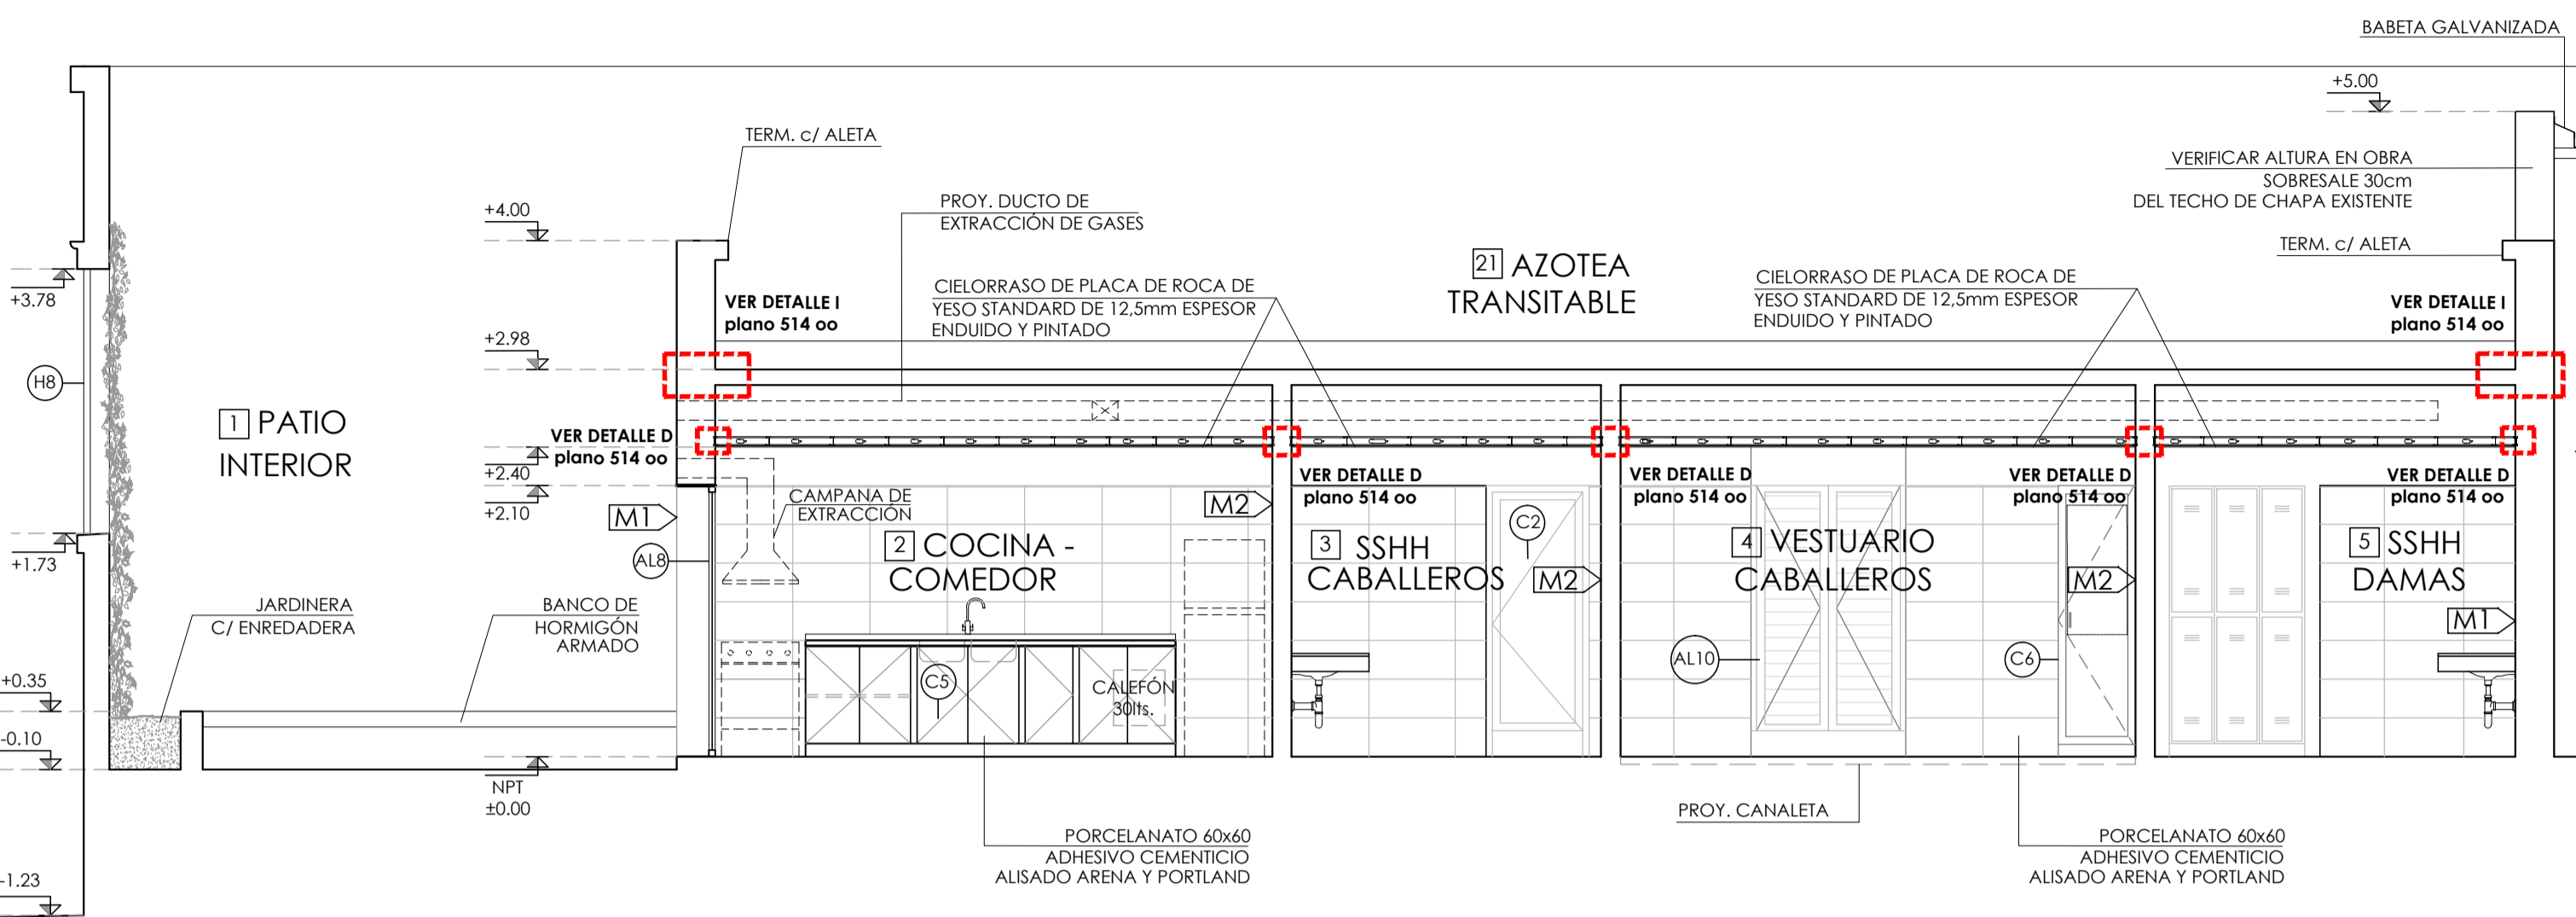 BABETA GALVANIZADA
+5.00
TERM. c/ ALETA
VERIFICAR ALTURA EN OBRA
SOBRESALE 30cm
DEL TECHO DE CHAPA EXISTENTE
PROY. DUCTO DE
EXTRACCIÓN DE GASES
+4.00
TERM. c/ ALETA
21 AZOTEA
TRANSITABLE
CIELORRASO DE PLACA DE ROCA DE
YESO STANDARD DE 12,5mm ESPESOR
ENDUIDO Y PINTADO
CIELORRASO DE PLACA DE ROCA DE
YESO STANDARD DE 12,5mm ESPESOR
ENDUIDO Y PINTADO
+3.78
VER DETALLE I
plano 514 oo
VER DETALLE I
plano 514 oo
+2.98
H8
1 PATIO
INTERIOR
VER DETALLE D
plano 514 oo
+2.40
+2.10
VER DETALLE D
plano 514 oo
VER DETALLE D
plano 514 oo
VER DETALLE D
plano 514 oo
VER DETALLE D
plano 514 oo
CAMPANA DE
EXTRACCIÓN
M1
M2
C2
+1.73
AL8
2 COCINA -
COMEDOR
3 SSHH
CABALLEROS
M2
4 VESTUARIO
CABALLEROS
M2
5 SSHH
DAMAS
M1
JARDINERA
C/ ENREDADERA
BANCO DE
HORMIGÓN
ARMADO
AL10
C6
+0.35
C5
CALEFÓN
30lts.
-0.10
NPT
±0.00
PROY. CANALETA
PORCELANATO 60x60
ADHESIVO CEMENTICIO
ALISADO ARENA Y PORTLAND
PORCELANATO 60x60
ADHESIVO CEMENTICIO
ALISADO ARENA Y PORTLAND
-1.23